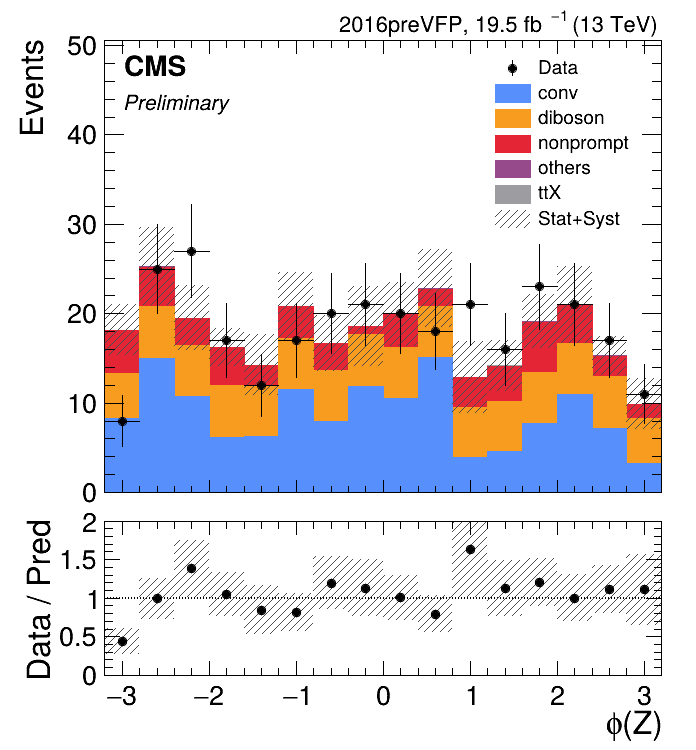 2016preVFP, 19.5 fb⁻¹ (13 TeV)
CMS
Preliminary
Events
Data
conv
diboson
nonprompt
others
ttX
Stat+Syst
50
40
30
20
10
0
Data / Pred
2
1.5
1
0.5
0
−3 −2 −1 0 1 2 3
ϕ(Z)